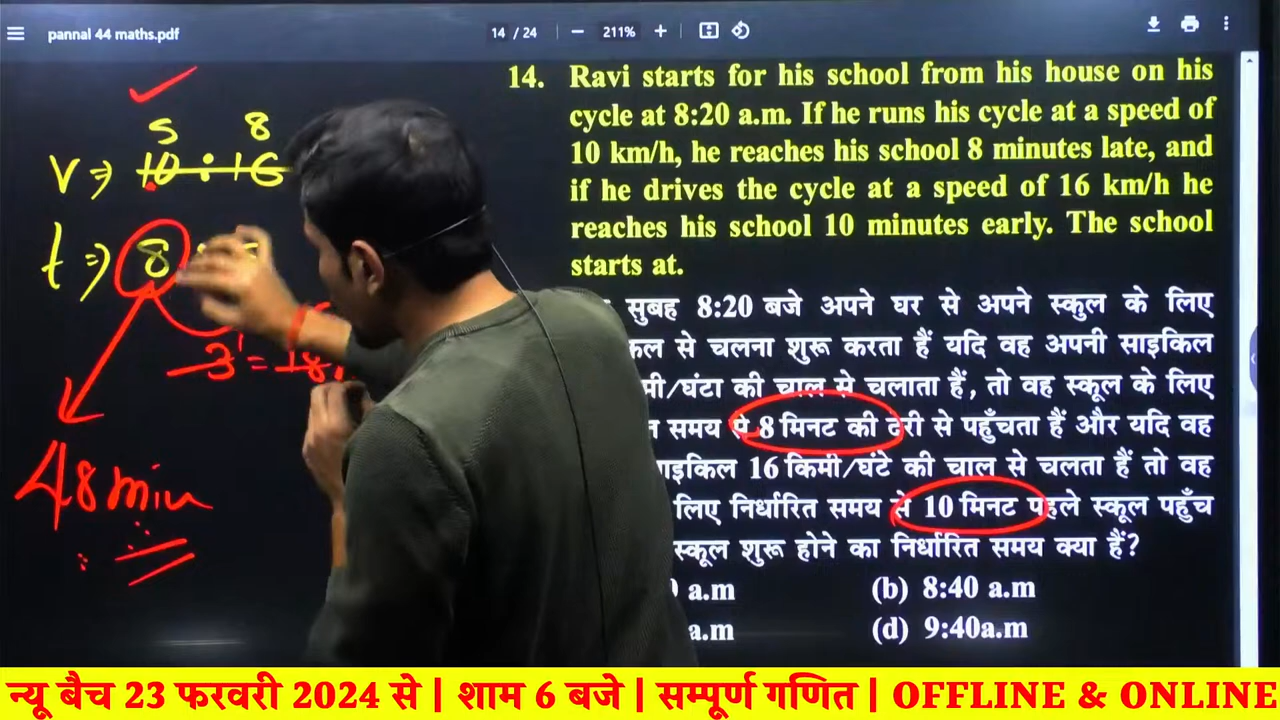 pannal 44 maths.pdf
14 / 24
211%
14. Ravi starts for his school from his house on his
cycle at 8:20 a.m. If he runs his cycle at a speed of
10 km/h, he reaches his school 8 minutes late, and
if he drives the cycle at a speed of 16 km/h he
reaches his school 10 minutes early. The school
starts at.
सुबह 8:20 बजे अपने घर से अपने स्कुल के लिए
से चलना शुरू करता हैं यदि वह अपनी साइकिल
की चाल से चलाता हैं, तो वह स्कूल के लिए
समय से 8 मिनट की देरी से पहुँचता हैं और यदि वह
16 किमी/घंटे की चाल से चलता हैं तो वह
लिए निर्धारित समय से 10 मिनट पहले स्कूल पहुँच
स्कूल शुरू होने का निर्धारित समय क्या हैं?
a.m (b) 8:40 a.m
a.m (d) 9:40a.m
5 8
V ⇒ 10 : 16
t ⇒ 8
3 = 18
48 min
न्यू बैच 23 फरवरी 2024 से | शाम 6 बजे | सम्पूर्ण गणित | OFFLINE & ONLINE